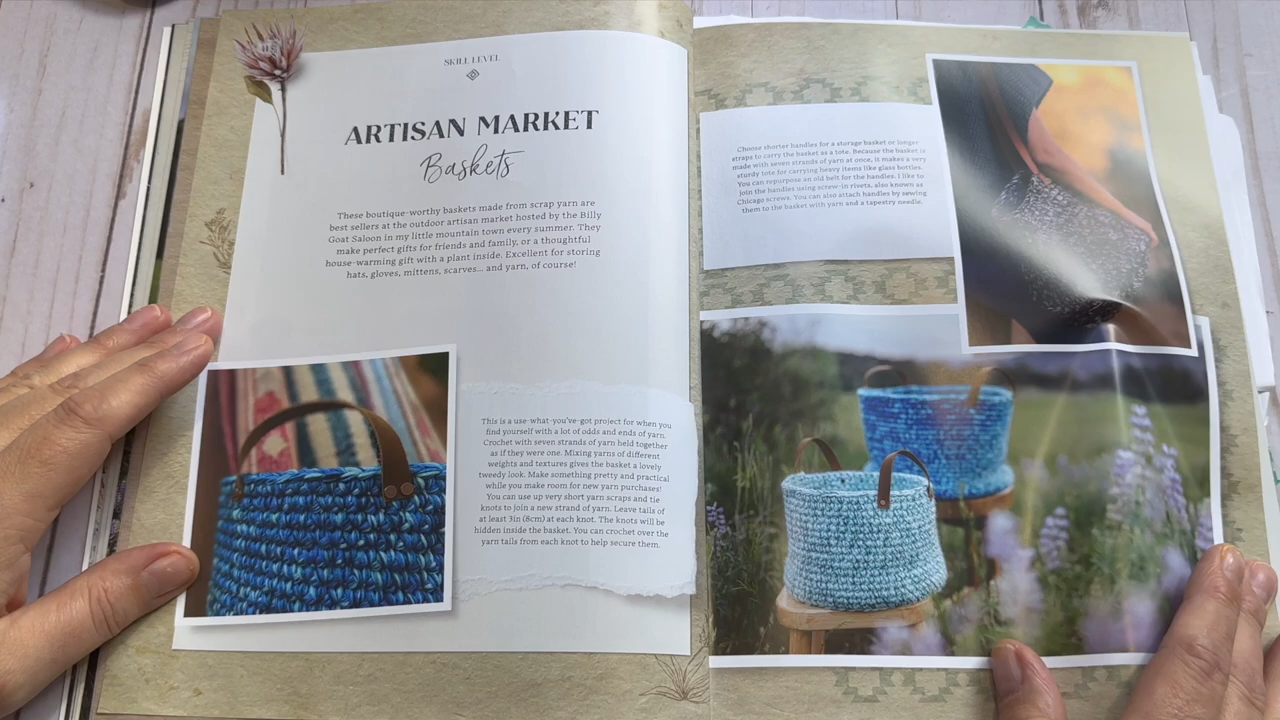 SKILL LEVEL
ARTISAN MARKET
Baskets
These boutique-worthy baskets made from scrap yarn are
best sellers at the outdoor artisan market hosted by the Billy
Goat Saloon in my little mountain town every summer. They
make perfect gifts for friends and family, or a thoughtful
house-warming gift with a plant inside. Excellent for storing
hats, gloves, mittens, scarves... and yarn, of course!
This is a use-what-you've-got project for when you
find yourself with a lot of odds and ends of yarn.
Crochet with seven strands of yarn held together
as if they were one. Mixing yarns of different
weights and textures gives the basket a lovely
tweedy look. Make something pretty and practical
while you make room for new yarn purchases!
You can use up very short yarn scraps and tie
knots to join a new strand of yarn. Leave tails of
at least 3in (8cm) at each knot. The knots will be
hidden inside the basket. You can crochet over the
yarn tails from each knot to help secure them.
Choose shorter handles for a storage basket or longer
straps to carry the basket as a tote. Because the basket is
made with seven strands of yarn at once, it makes a very
sturdy tote for carrying heavy items like glass bottles.
You can repurpose an old belt for the handles. I like to
join the handles using screw-in rivets, also known as
Chicago screws. You can also attach handles by sewing
them to the basket with yarn and a tapestry needle.